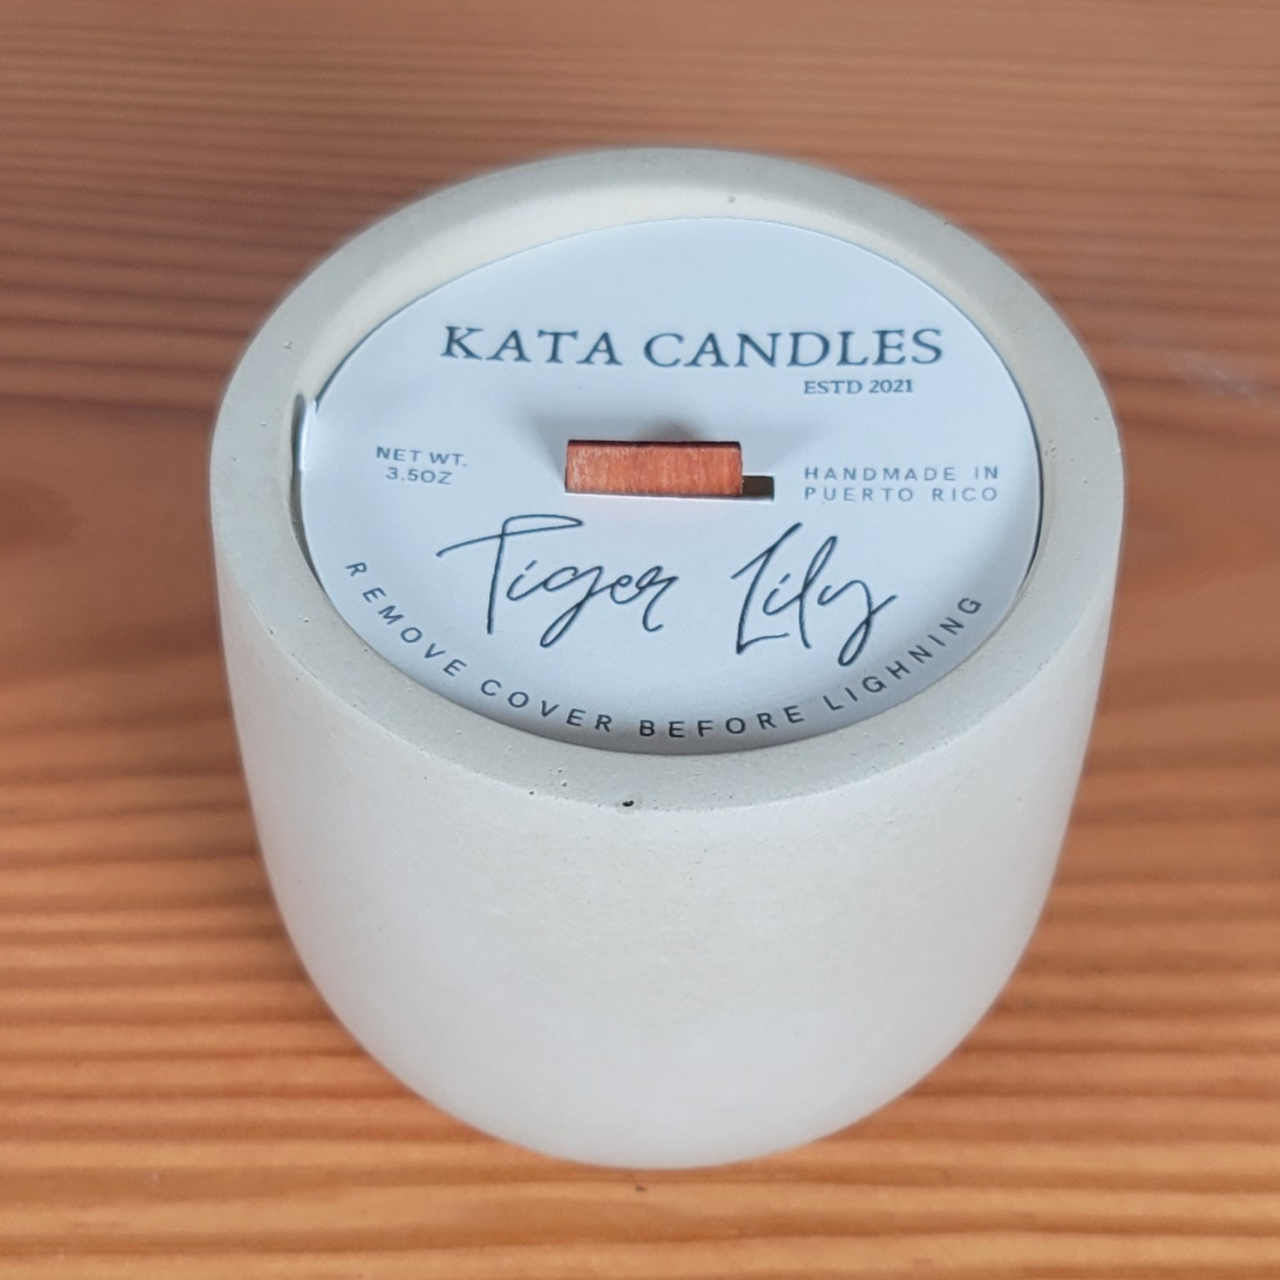 KATA CANDLES
ESTD 2021
NET WT.
3.5OZ
HANDMADE IN
PUERTO RICO
Tiger Lily
REMOVE COVER BEFORE LIGHNING